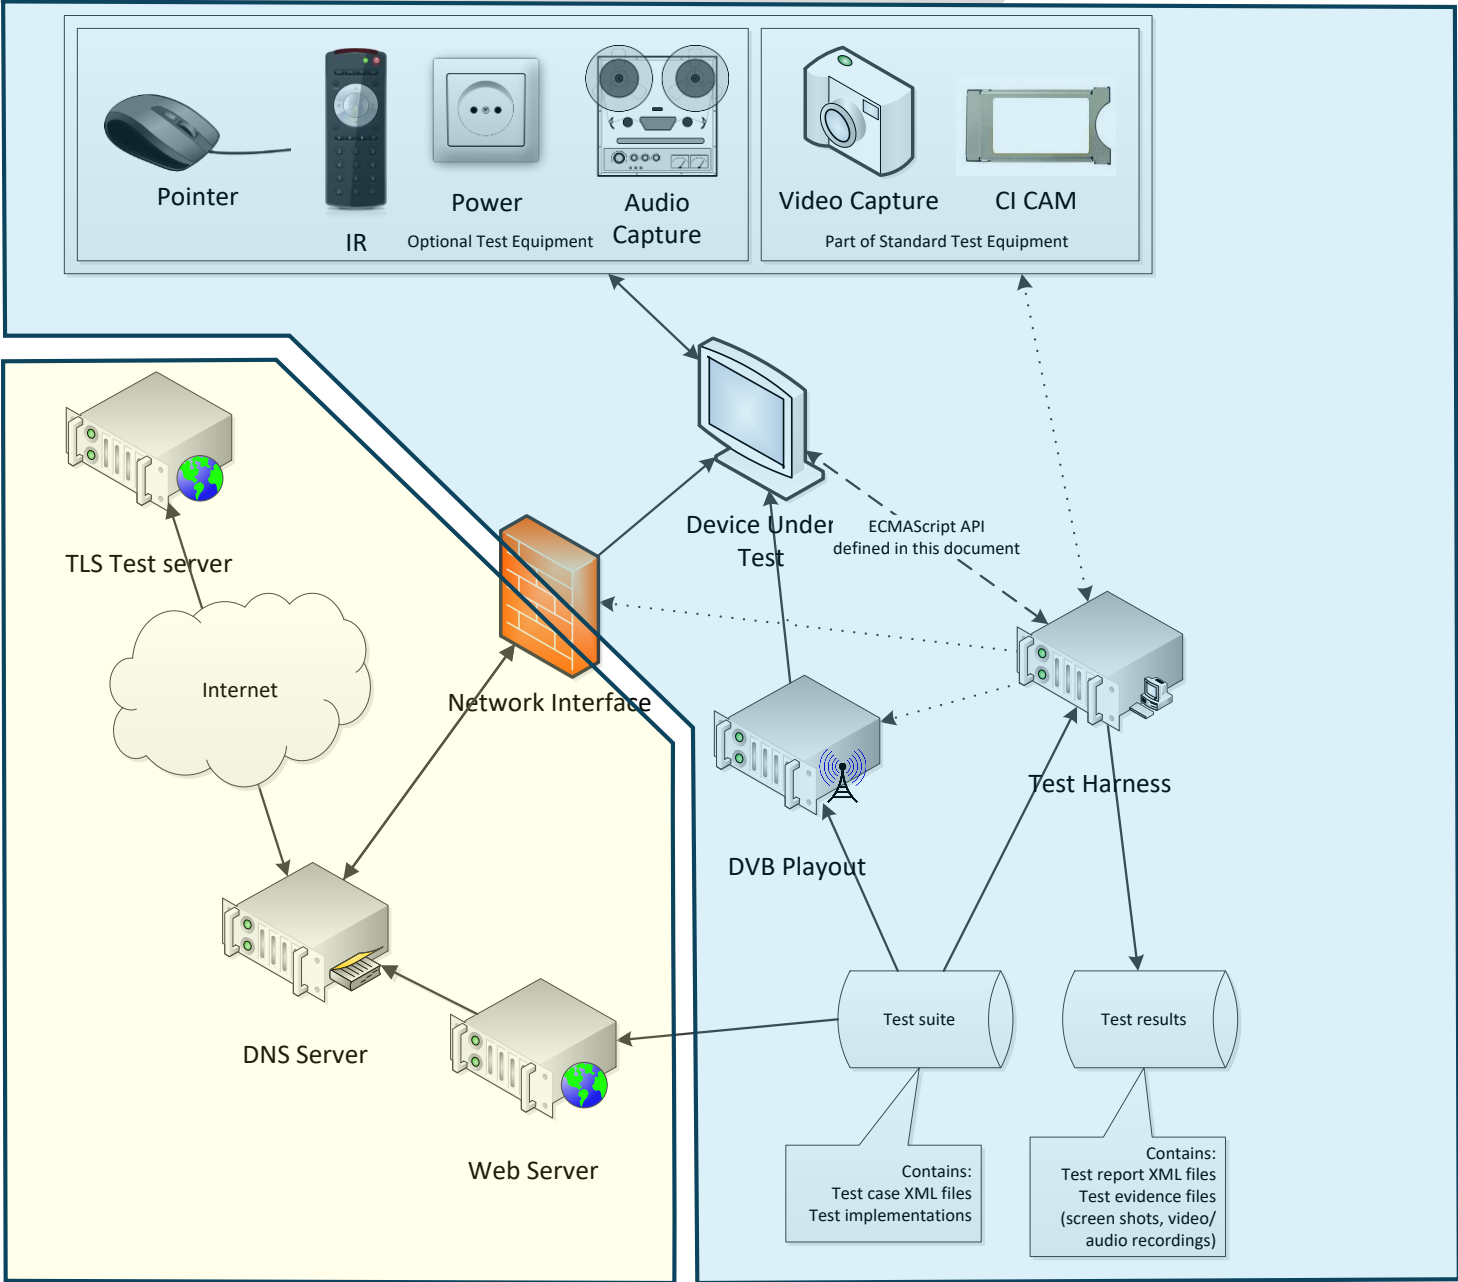 Pointer
IR
Power
Audio
Capture
Optional Test Equipment
Video Capture
CI CAM
Part of Standard Test Equipment
TLS Test server
Device Under
Test
ECMAScript API
defined in this document
Internet
Network Interface
Test Harness
DVB Playout
DNS Server
Web Server
Test suite
Test results
Contains:
Test case XML files
Test implementations
Contains:
Test report XML files
Test evidence files
(screen shots, video/
audio recordings)